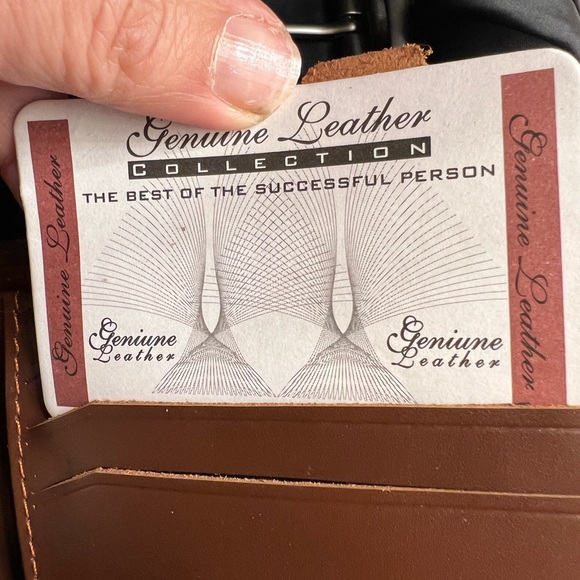 Genuine Leather
COLLECTION
THE BEST OF THE SUCCESSFUL PERSON
Genuine Leather
Genuine Leather
Geniune
Leather
Geniune
Leather